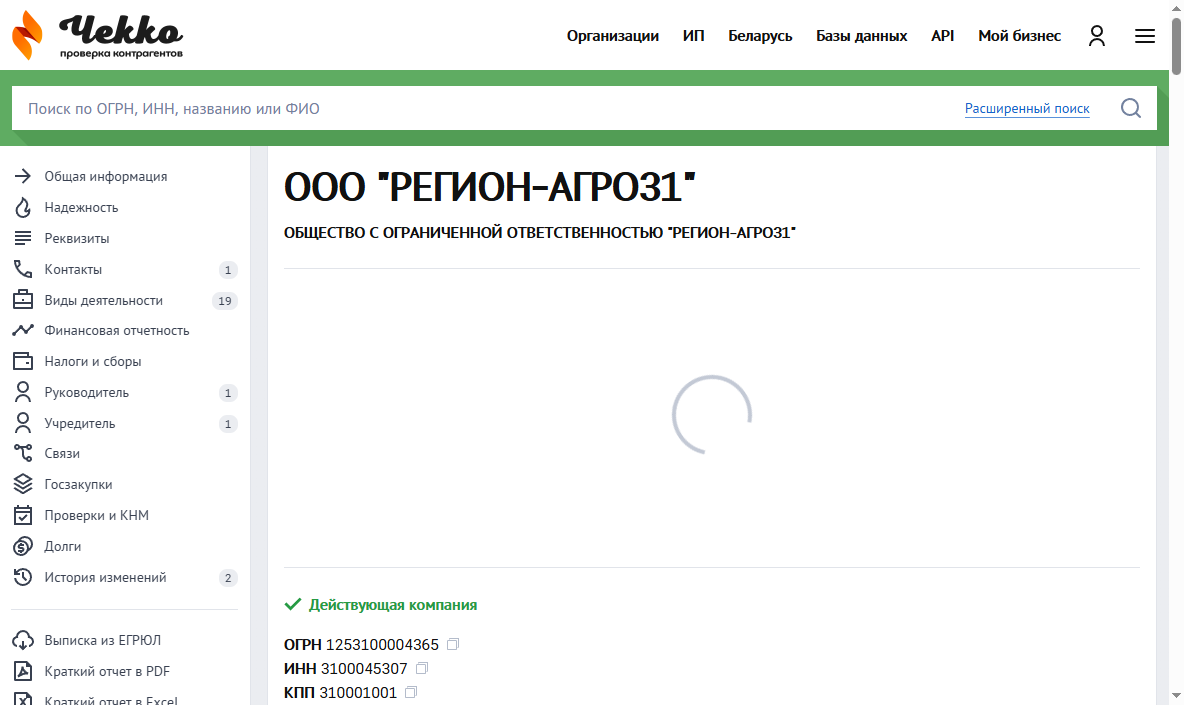 Чекко
проверка контрагентов
Организации ИП Беларусь Базы данных API Мой бизнес
Поиск по ОГРН, ИНН, названию или ФИО Расширенный поиск
Общая информация
Надежность
Реквизиты
Контакты 1
Виды деятельности 19
Финансовая отчетность
Налоги и сборы
Руководитель 1
Учредитель 1
Связи
Госзакупки
Проверки и КНМ
Долги
История изменений 2
Выписка из ЕГРЮЛ
Краткий отчет в PDF
Краткий отчет в Excel
ООО "РЕГИОН-АГРО31"
ОБЩЕСТВО С ОГРАНИЧЕННОЙ ОТВЕТСТВЕННОСТЬЮ "РЕГИОН-АГРО31"
Действующая компания
ОГРН 1253100004365
ИНН 3100045307
КПП 310001001